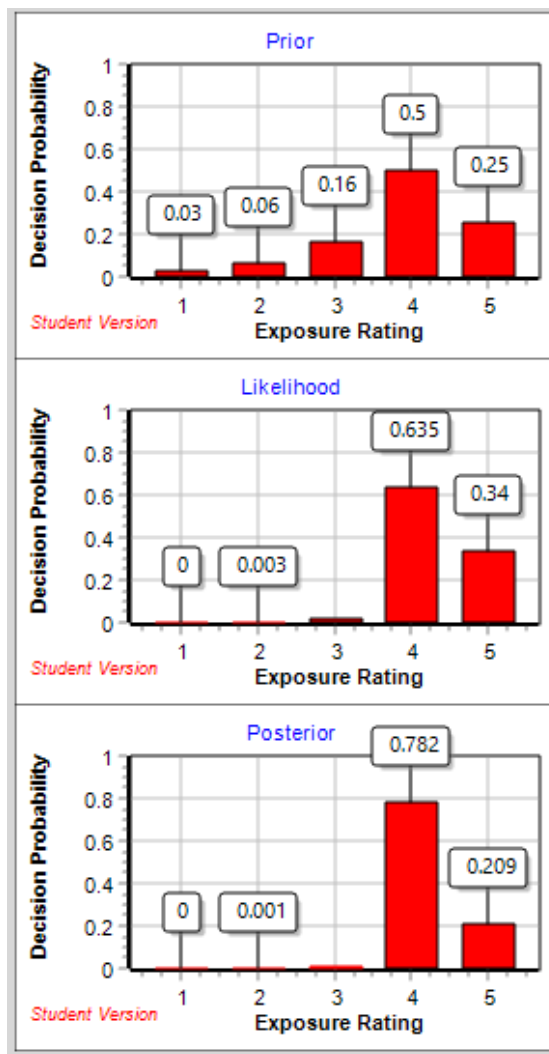 Prior
Decision Probability
1
0.8
0.6
0.4
0.2
0
0.03
0.06
0.16
0.5
0.25
1 2 3 4 5
Student Version
Exposure Rating
Likelihood
Decision Probability
1
0.8
0.6
0.4
0.2
0
0
0.003
0.635
0.34
1 2 3 4 5
Student Version
Exposure Rating
Posterior
Decision Probability
1
0.8
0.6
0.4
0.2
0
0
0.001
0.782
0.209
1 2 3 4 5
Student Version
Exposure Rating